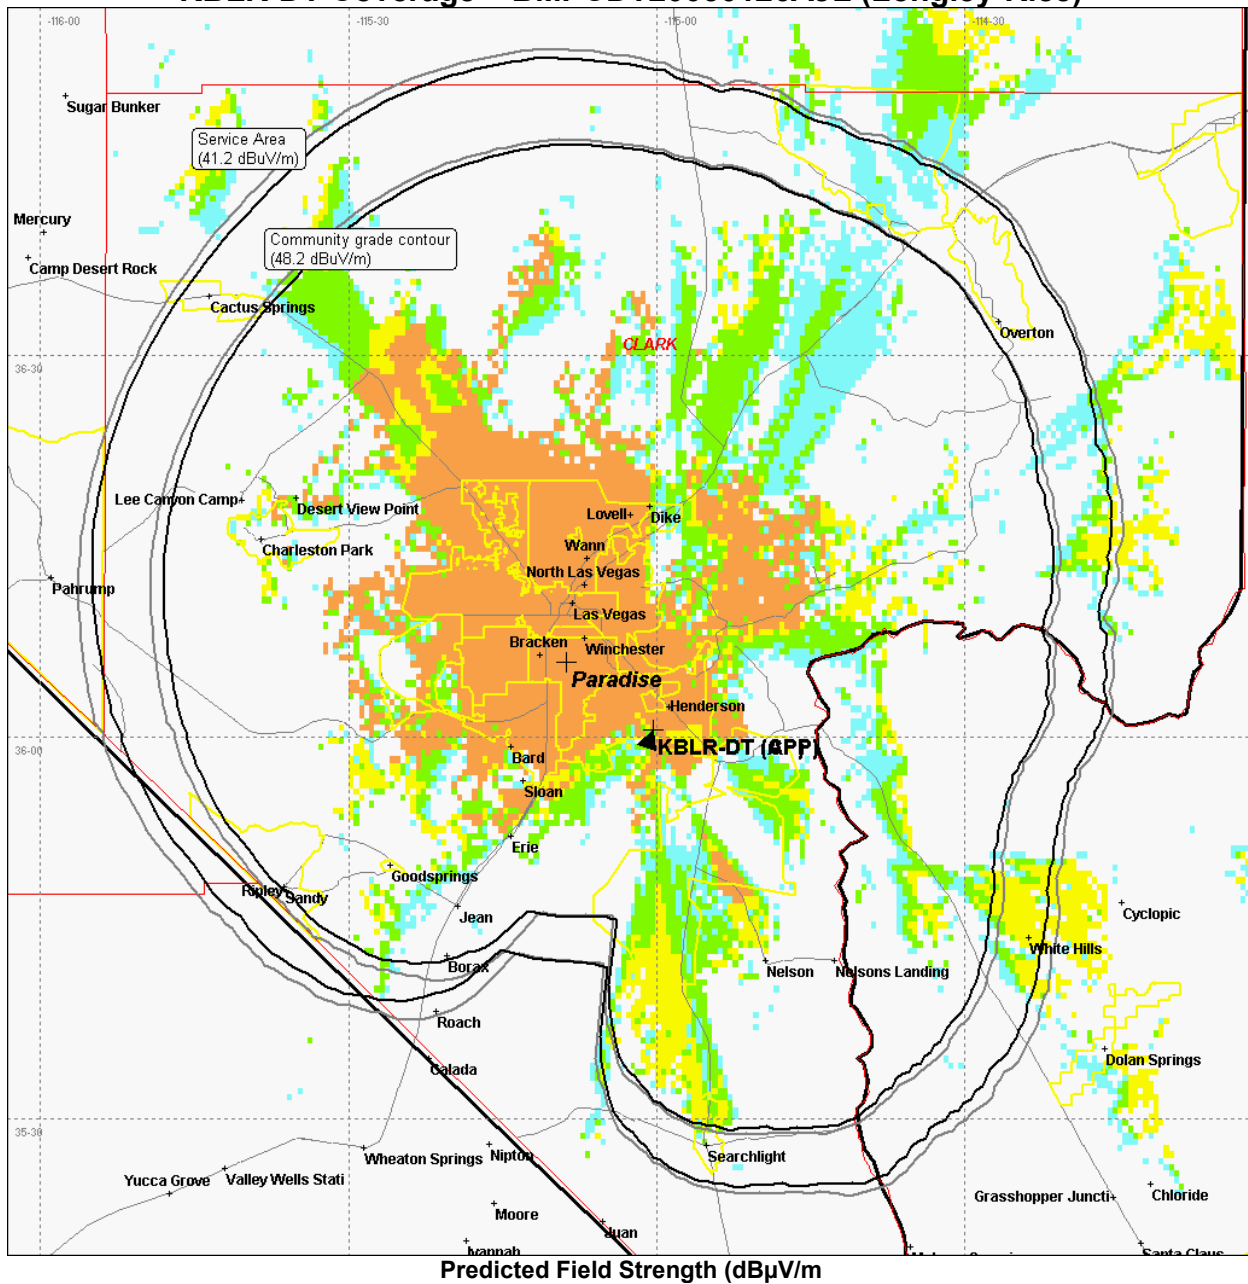 -116-00
-115-30
-115-00
-114-30
Sugar Bunker
Service Area
(41.2 dBuV/m)
Mercury
Community grade contour
(48.2 dBuV/m)
Camp Desert Rock
Cactus Springs
Overton
CLARK
36-30
Lee Canyon Camp
Desert View Point
Lovell
Dike
Charleston Park
Wann
North Las Vegas
Pahrump
Las Vegas
Bracken
Winchester
Paradise
Henderson
36-00
KBLR-DT
Bard
Sloan
Erie
Goodsprings
Ripley
Sandy
Jean
Cyclopic
White Hills
Borax
Nelson
Nelsons Landing
Roach
Dolan Springs
Calada
35-30
Wheaton Springs
Nipton
Searchlight
Yucca Grove
Valley Wells Stati
Grasshopper Juncti
Chloride
Moore
Juan
Ivannah
Santa Claus
Predicted Field Strength (dBµV/m